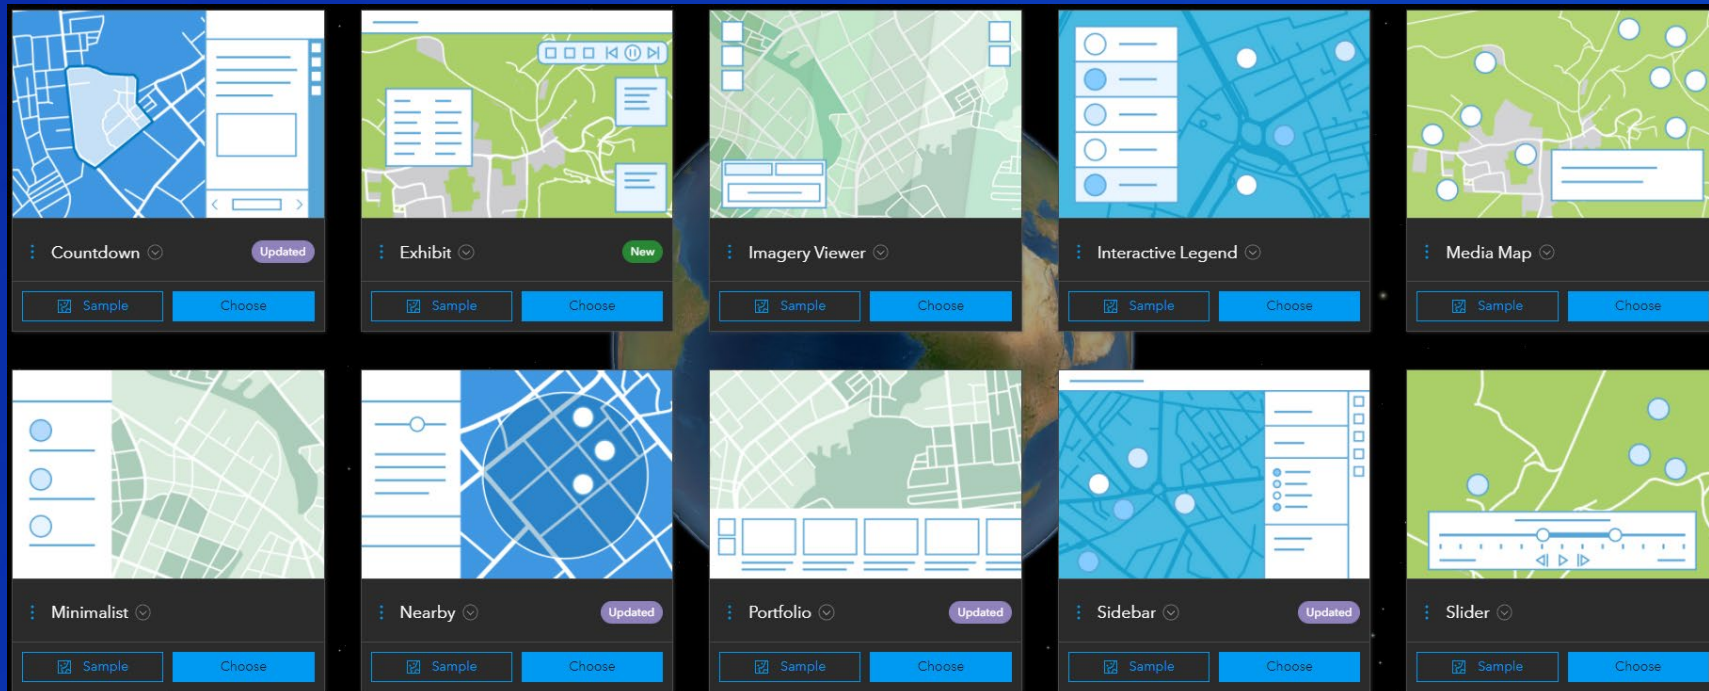 Countdown Updated
Sample Choose
Exhibit New
Sample Choose
Imagery Viewer
Sample Choose
Interactive Legend
Sample Choose
Media Map
Sample Choose
Minimalist
Sample Choose
Nearby Updated
Sample Choose
Portfolio Updated
Sample Choose
Sidebar Updated
Sample Choose
Slider
Sample Choose